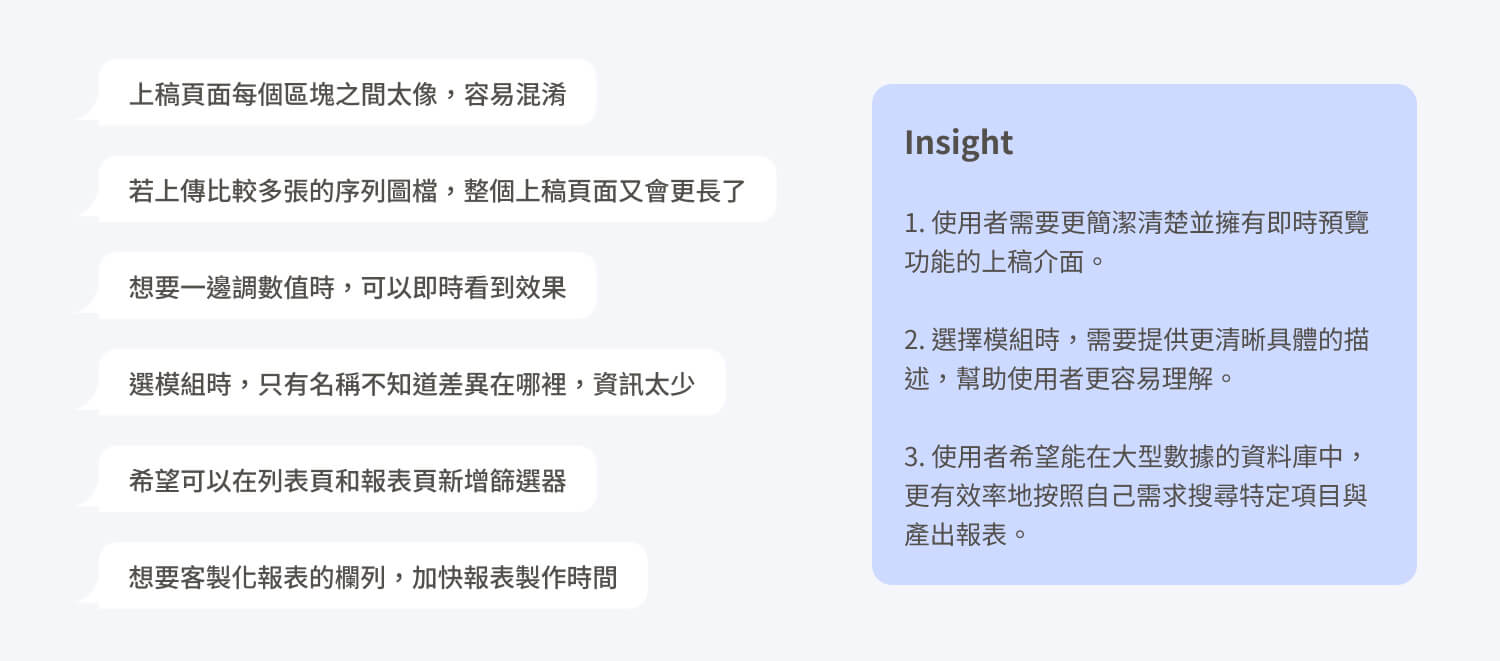 上稿頁面每個區塊之間太像，容易混淆
若上傳比較多張的序列圖檔，整個上稿頁面又會更長了
想要一邊調數值時，可以即時看到效果
選模組時，只有名稱不知道差異在哪裡，資訊太少
希望可以在列表頁和報表頁新增篩選器
想要客製化報表的欄列，加快報表製作時間
Insight
1. 使用者需要更簡潔清楚並擁有即時預覽
功能的上稿介面。
2. 選擇模組時，需要提供更清晰具體的描
述，幫助使用者更容易理解。
3. 使用者希望能在大型數據的資料庫中，
更有效率地按照自己需求搜尋特定項目與
產出報表。